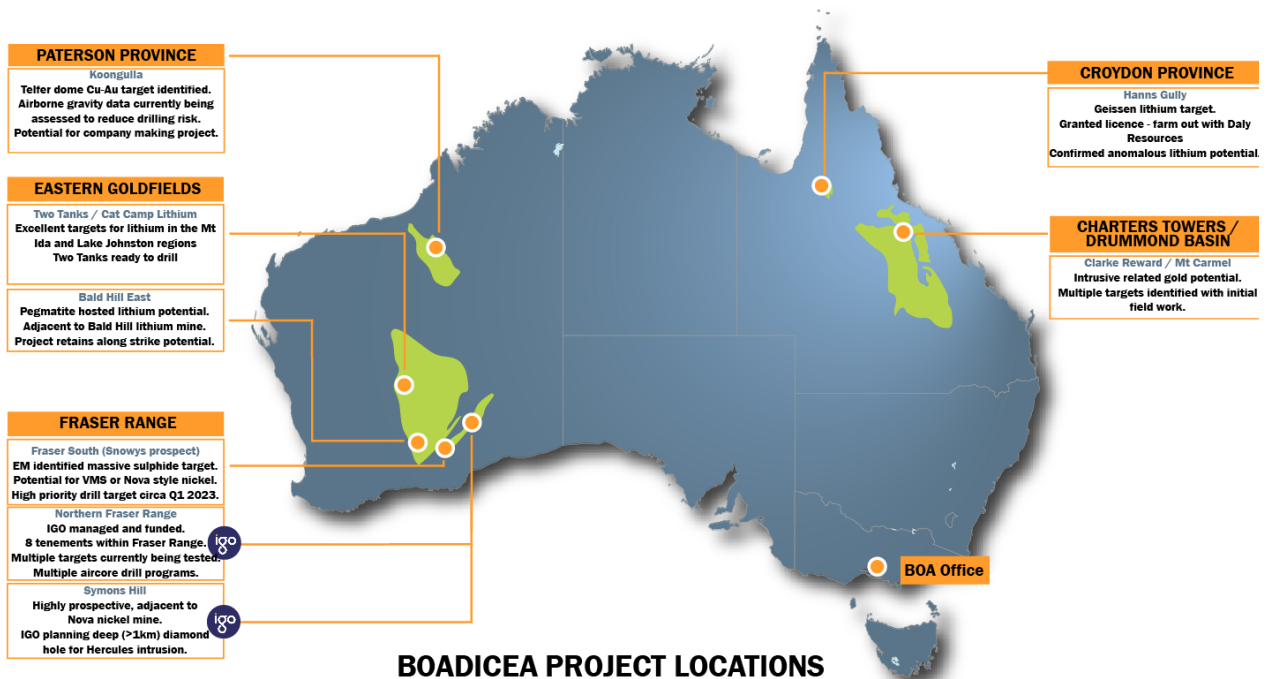 PATERSON PROVINCE
Koongulla
Telfer dome Cu-Au target identified.
Airborne gravity data currently being
assessed to reduce drilling risk.
Potential for company making project.
EASTERN GOLDFIELDS
Two Tanks / Cat Camp Lithium
Excellent targets for lithium in the Mt
Ida and Lake Johnston regions
Two Tanks ready to drill
Bald Hill East
Pegmatite hosted lithium potential.
Adjacent to Bald Hill lithium mine.
Project retains along strike potential.
FRASER RANGE
Fraser South (Snowys prospect)
EM identified massive sulphide target.
Potential for VMS or Nova style nickel.
High priority drill target circa Q1 2023.
Northern Fraser Range
IGO managed and funded.
8 tenements within Fraser Range.
Multiple targets currently being tested.
Multiple aircore drill programs.
igo
Symons Hill
Highly prospective, adjacent to
Nova nickel mine.
IGO planning deep (>1km) diamond
hole for Hercules intrusion.
igo
CROYDON PROVINCE
Hanns Gully
Geissen lithium target.
Granted licence - farm out with Daly
Resources
Confirmed anomalous lithium potential.
CHARTERS TOWERS /
DRUMMOND BASIN
Clarke Reward / Mt Carmel
Intrusive related gold potential.
Multiple targets identified with initial
field work.
BOA Office
BOADICEA PROJECT LOCATIONS